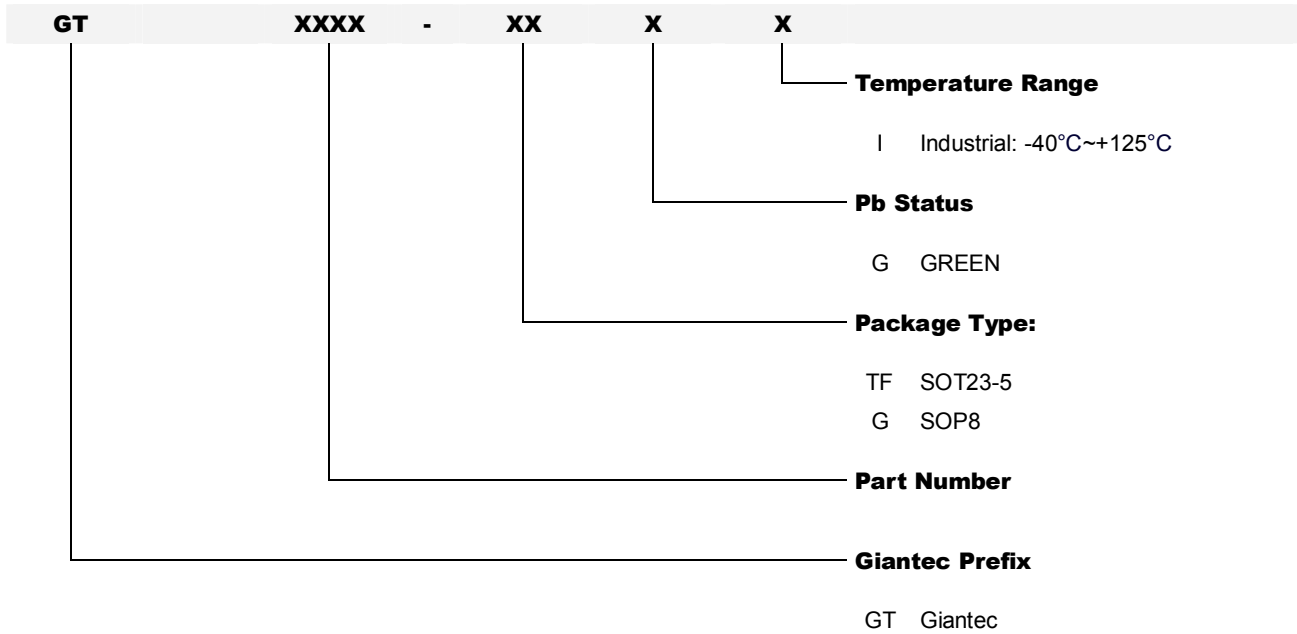 GT XXXX - XX X X
Temperature Range
I Industrial: -40°C~+125°C
Pb Status
G GREEN
Package Type:
TF SOT23-5
G SOP8
Part Number
Giantec Prefix
GT Giantec